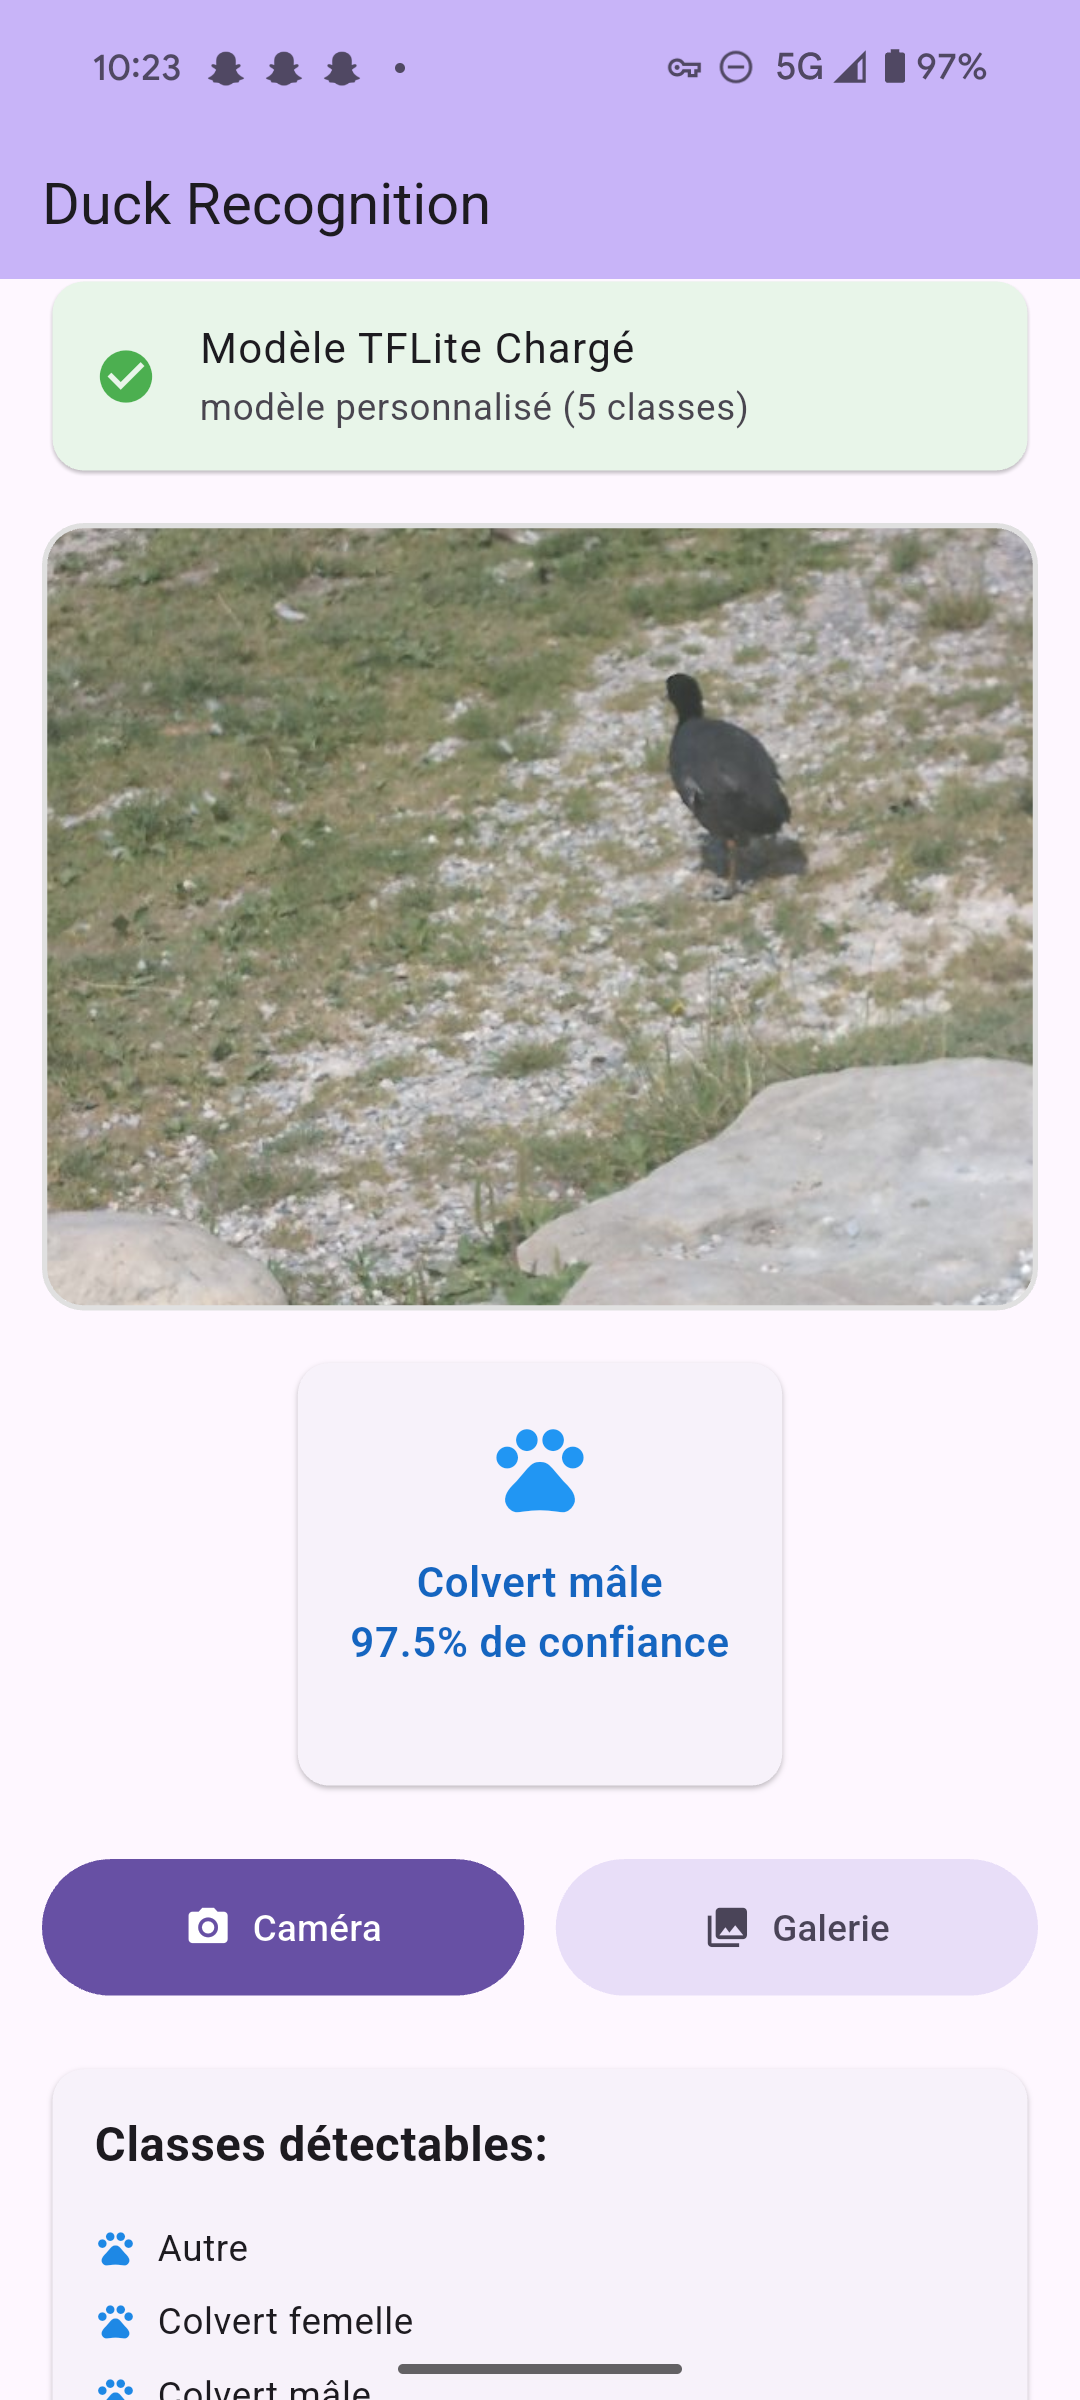 10:23 5G 97%
Duck Recognition
Modèle TFLite Chargé
modèle personnalisé (5 classes)
Colvert mâle
97.5% de confiance
Caméra
Galerie
Classes détectables:
Autre
Colvert femelle
Colvert mâle